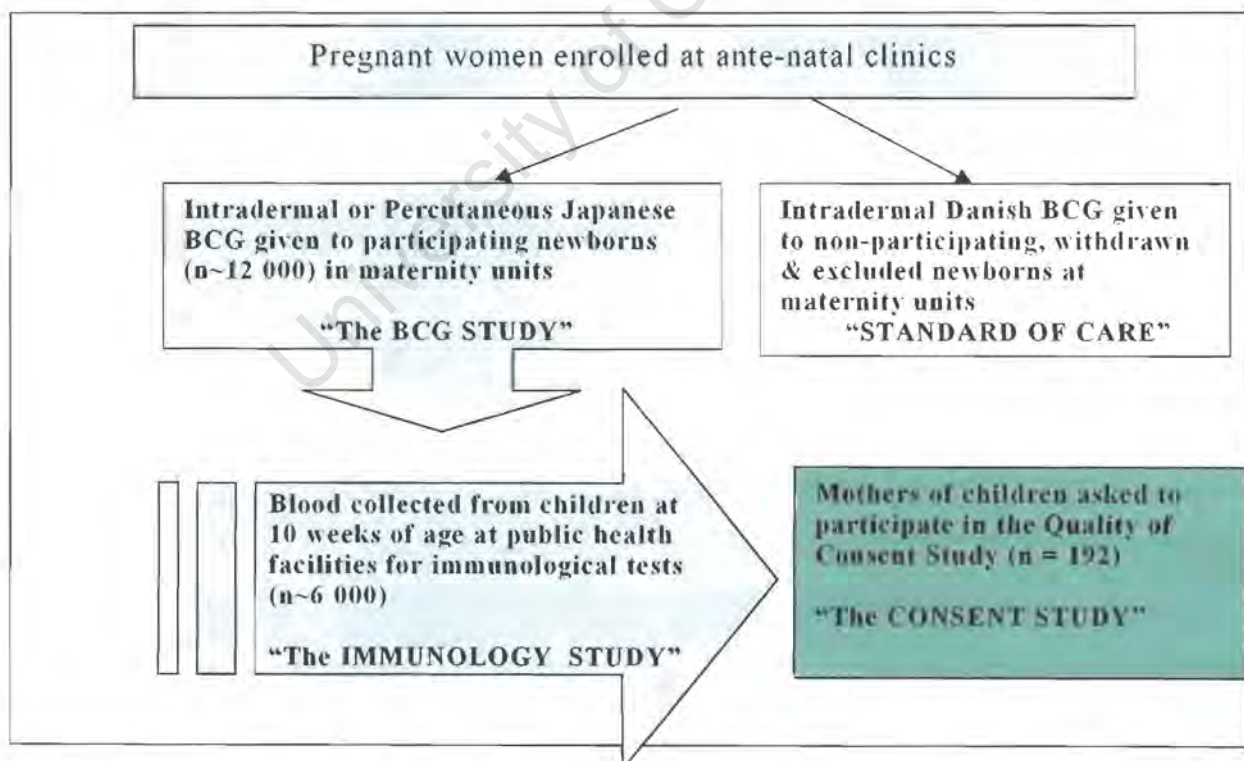 University of C
Pregnant women enrolled at ante-natal clinics
Intradermal or Percutaneous Japanese
BCG given to participating newborns
(n~12 000) in maternity units
“The BCG STUDY”
Intradermal Danish BCG given
to non-participating, withdrawn
& excluded newborns at
maternity units
“STANDARD OF CARE”
Blood collected from children at
10 weeks of age at public health
facilities for immunological tests
(n~6 000)
“The IMMUNOLOGY STUDY”
Mothers of children asked to
participate in the Quality of
Consent Study (n = 192)
“The CONSENT STUDY”